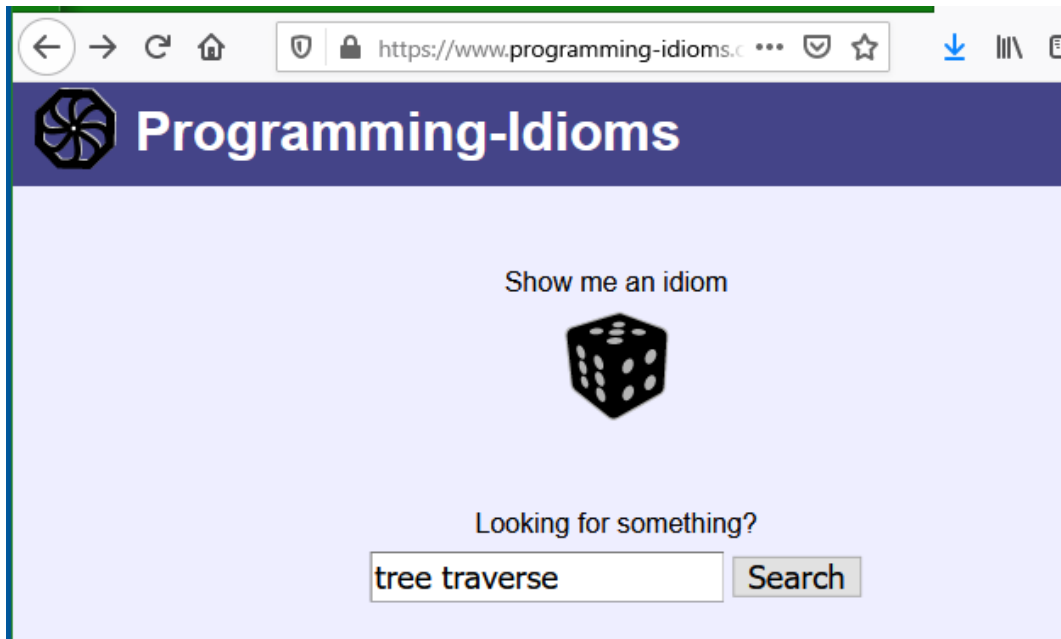 https://www.programming-idioms.c
Programming-Idioms
Show me an idiom
Looking for something?
tree traverse Search